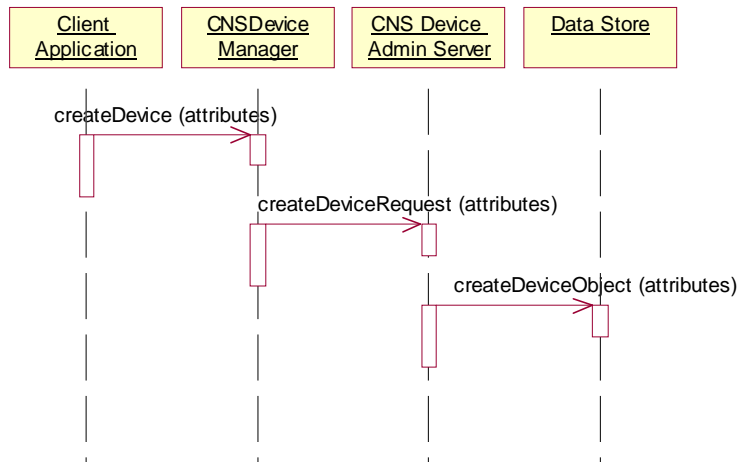 Client
Application
CNSDevice
Manager
CNS Device
Admin Server
Data Store
createDevice (attributes)
createDeviceRequest (attributes)
createDeviceObject (attributes)